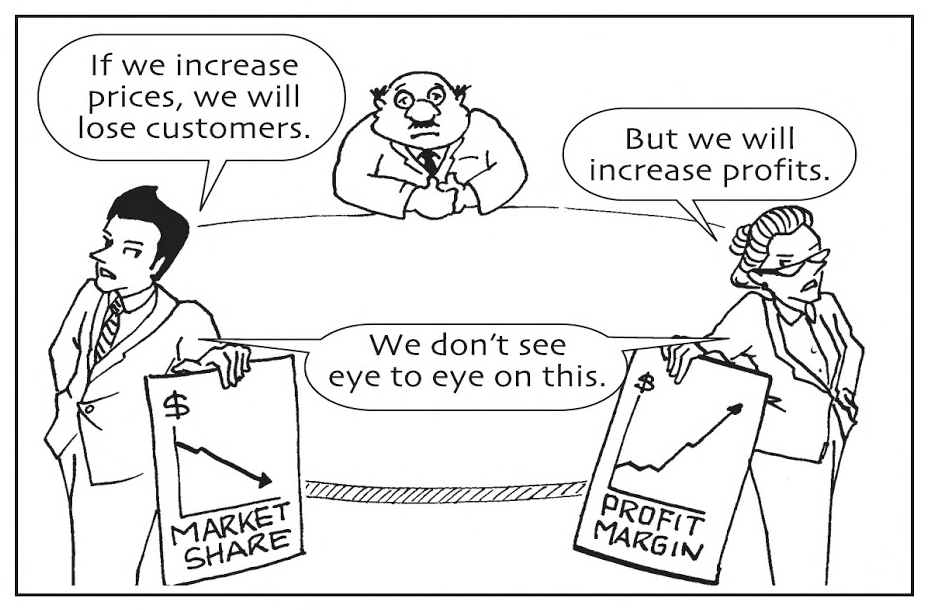 If we increase
prices, we will
lose customers.
But we will
increase profits.
We don't see
eye to eye on this.
$
MARKET
SHARE
$
PROFIT
MARGIN